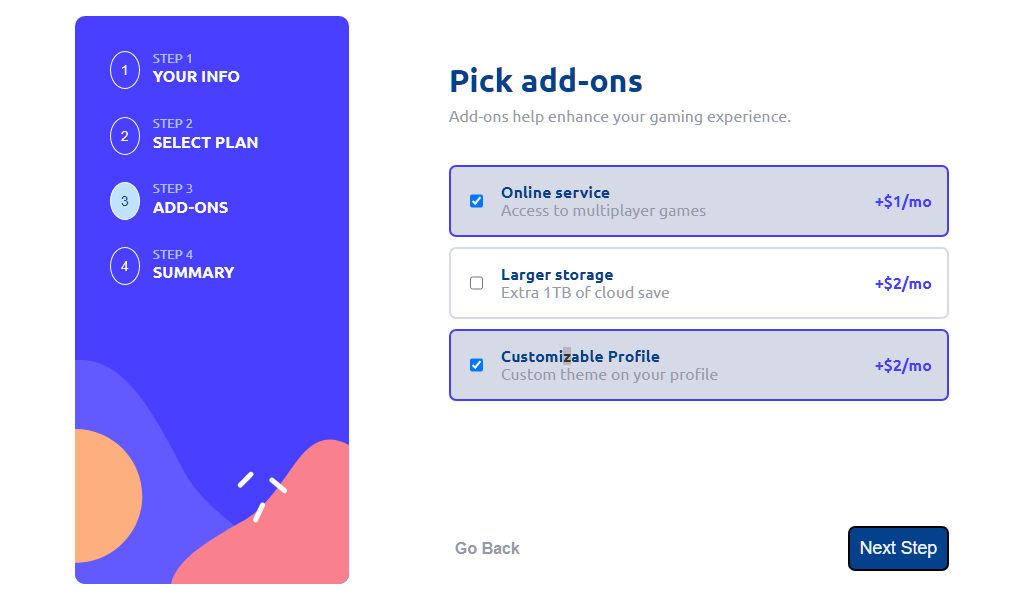 1
STEP 1
YOUR INFO
2
STEP 2
SELECT PLAN
3
STEP 3
ADD-ONS
4
STEP 4
SUMMARY
Pick add-ons
Add-ons help enhance your gaming experience.
Online service
Access to multiplayer games
+$1/mo
Larger storage
Extra 1TB of cloud save
+$2/mo
Customizable Profile
Custom theme on your profile
+$2/mo
Go Back
Next Step